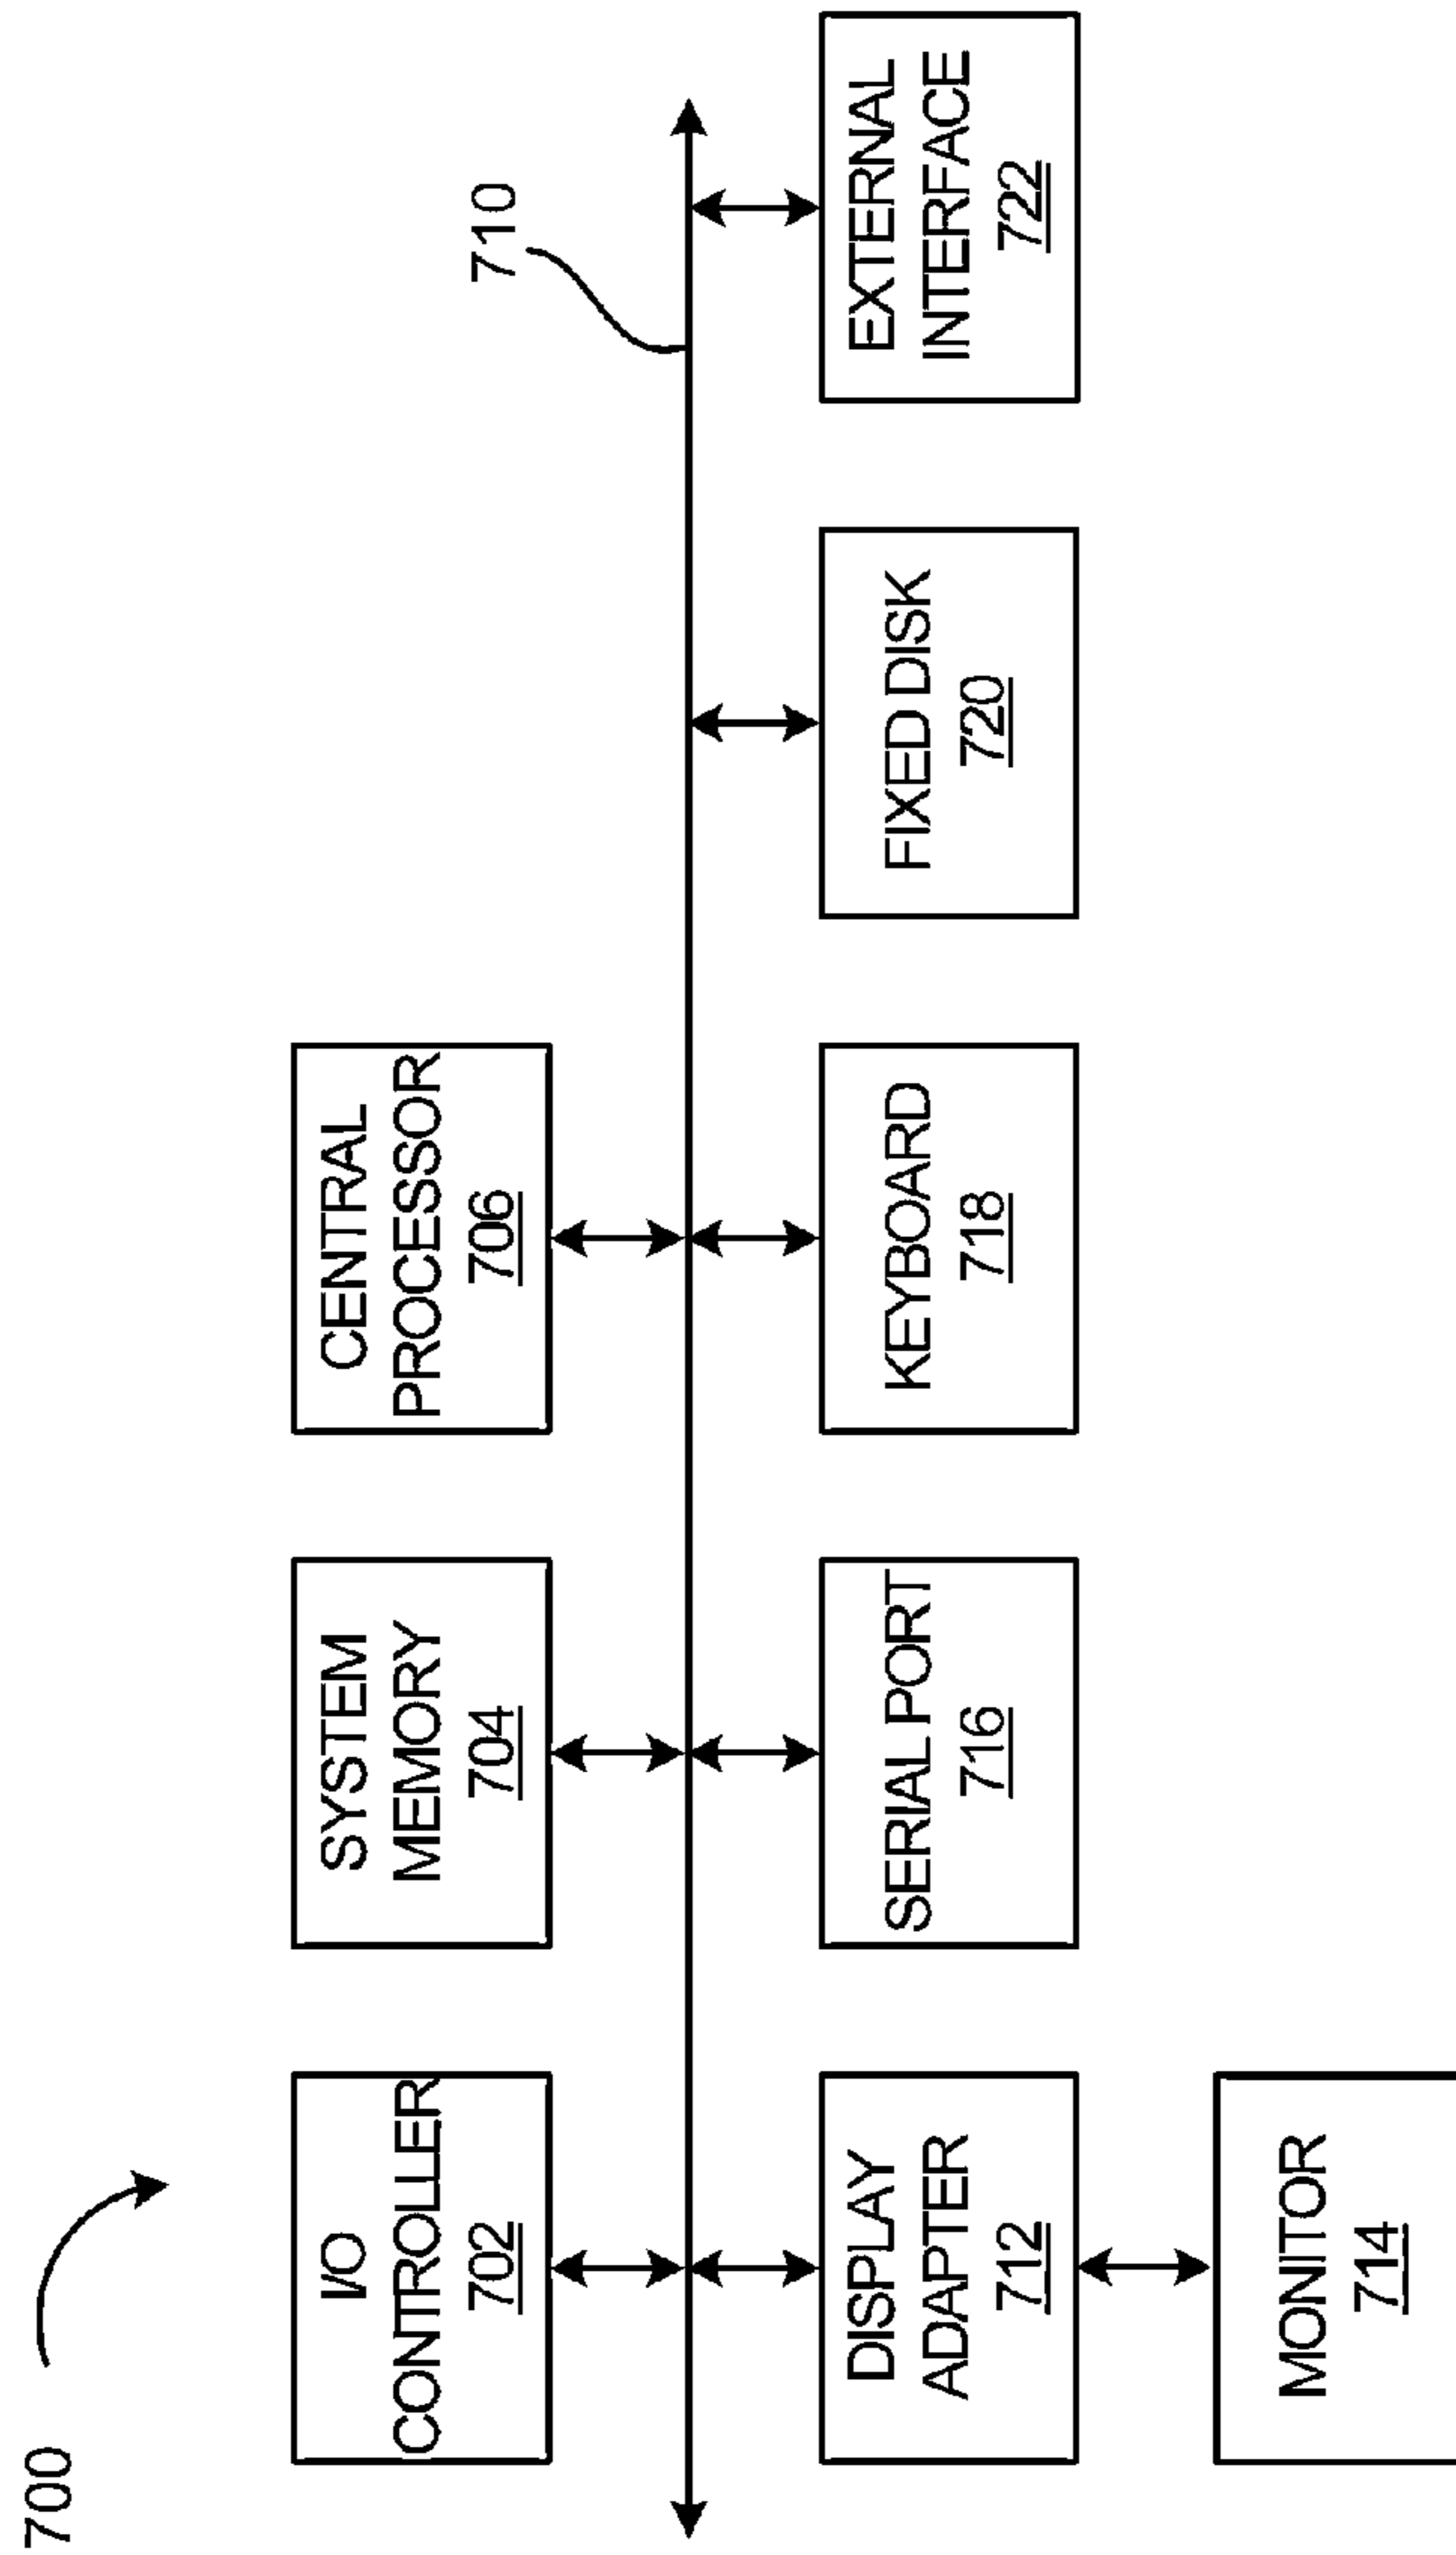 700
710
I/O
CONTROLLER
702
SYSTEM
MEMORY
704
CENTRAL
PROCESSOR
706
DISPLAY
ADAPTER
712
SERIAL PORT
716
KEYBOARD
718
FIXED DISK
720
EXTERNAL
INTERFACE
722
MONITOR
714